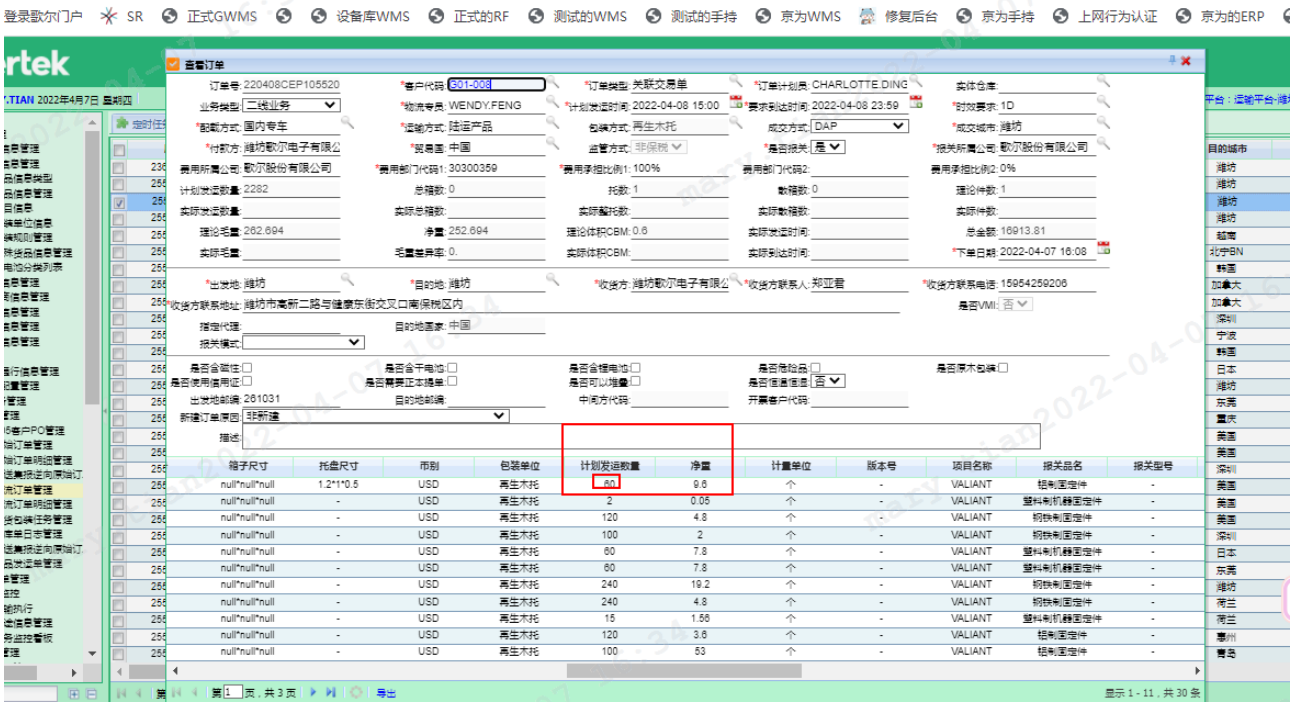 登录歌尔门户 SR 正式GWMS 设备库WMS 正式的RF 测试的WMS 测试的手持 京为WMS 修复后台 京为手持 上网行为认证 京为的ERP
rtek
Y.TIAN 2022年4月7日 星期四
平台：运输平台-潍
查看订单
订单号: 220408CEP105520 *客户代码: G01-008 *订单类型: 关联交易单 *订单计划员: CHARLOTTE.DING 实体仓库:
业务类型: 二线业务 *物流专员: WENDY.FENG *计划发运时间: 2022-04-08 15:00 *要求到达时间: 2022-04-08 23:59 *时效要求: 1D
*配载方式: 国内专车 *运输方式: 陆运产品 包装方式: 再生木托 成交方式: DAP *成交城市: 潍坊
*付款方: 潍坊歌尔电子有限公 *贸易国: 中国 监管方式: 非保税 *是否报关: 是 *报关所属公司: 歌尔股份有限公司
费用所属公司: 歌尔股份有限公司 *费用部门代码1: 30300359 *费用承担比例1: 100% 费用部门代码2: 费用承担比例2: 0%
计划发运数量: 2282 总箱数: 0 托数: 1 散箱数: 0 理论件数: 1
实际发运数量: 实际总箱数: 实际整托数: 实际散箱数: 实际件数:
理论毛重: 262.694 净重: 252.694 理论体积CBM: 0.6 实际发运时间: 总金额: 16913.81
实际毛重: 毛重差异率: 0. 实际体积CBM: 实际到达时间: *下单日期: 2022-04-07 16:08
*出发地: 潍坊 *目的地: 潍坊 *收货方: 潍坊歌尔电子有限公 *收货方联系人: 郑亚君 *收货方联系电话: 15954259206
*收货方联系地址: 潍坊市高新二路与健康东街交叉口南保税区内 是否VMI: 否
指定代理: 目的地国家: 中国
报关模式:
是否含磁性: 是否含干电池: 是否含锂电池: 是否危险品: 是否原木包装:
是否使用信用证: 是否需要正本提单: 是否可以堆叠: 是否恒温恒湿: 否
出发地邮编: 261031 目的地邮编: 中间方代码: 开票客户代码:
新建订单原因: 非新建
描述:
箱子尺寸 托盘尺寸 币别 包装单位 计划发运数量 净重 计量单位 版本号 项目名称 报关品名 报关型号
null*null*null 1.2*1*0.5 USD 再生木托 60 9.6 个 - VALIANT 铝制固定件 -
null*null*null - USD 再生木托 2 0.05 个 - VALIANT 塑料制机器固定件 -
null*null*null - USD 再生木托 120 4.8 个 - VALIANT 钢铁制固定件 -
null*null*null - USD 再生木托 100 2 个 - VALIANT 钢铁制固定件 -
null*null*null - USD 再生木托 60 7.8 个 - VALIANT 塑料制机器固定件 -
null*null*null - USD 再生木托 60 7.8 个 - VALIANT 塑料制机器固定件 -
null*null*null - USD 再生木托 240 19.2 个 - VALIANT 钢铁制固定件 -
null*null*null - USD 再生木托 240 4.8 个 - VALIANT 钢铁制固定件 -
null*null*null - USD 再生木托 15 1.56 个 - VALIANT 塑料制机器固定件 -
null*null*null - USD 再生木托 120 3.6 个 - VALIANT 铝制固定件 -
null*null*null - USD 再生木托 100 53 个 - VALIANT 铝制固定件 -
第 1 页，共 3 页 导出 显示 1 - 11，共 30 条
目的城市
潍坊
潍坊
潍坊
潍坊
越南
北宁BN
韩国
加拿大
加拿大
深圳
宁波
韩国
日本
潍坊
东莞
重庆
美国
美国
深圳
美国
美国
美国
深圳
日本
东莞
潍坊
荷兰
荷兰
惠州
青岛